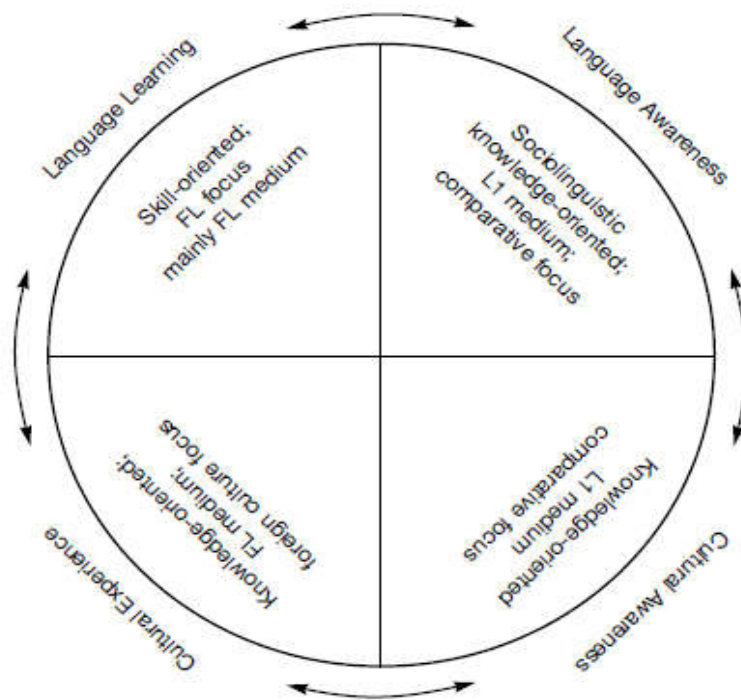 Language Learning
Skill-oriented;
FL focus
mainly FL medium
Language Awareness
Sociolinguistic
knowledge-oriented;
L1 medium;
comparative focus
Cultural Experience
Knowledge-oriented;
FL medium;
foreign culture focus
Cultural Awareness
Knowledge-oriented
L1 medium
comparative focus